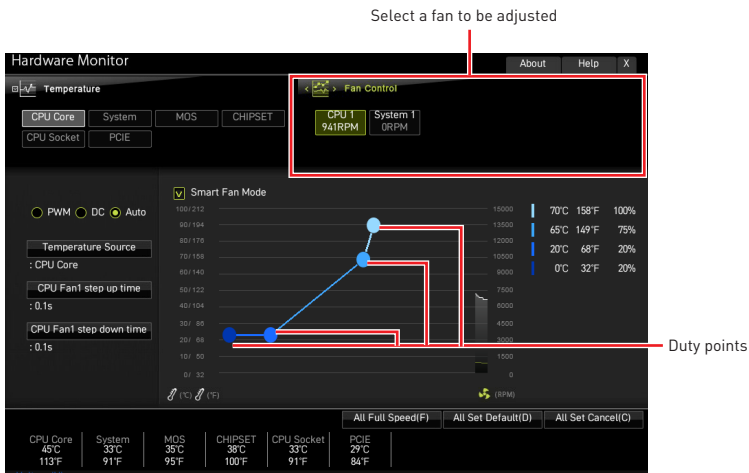 Select a fan to be adjusted
Hardware Monitor
About Help X
Temperature
Fan Control
CPU Core System MOS CHIPSET
CPU Socket PCIE
CPU 1
941RPM
System 1
0RPM
PWM DC Auto
Temperature Source
: CPU Core
CPU Fan1 step up time
: 0.1s
CPU Fan1 step down time
: 0.1s
Smart Fan Mode
100/212 15000
90/194 13500
80/176 12000
70/158 10500
60/140 9000
50/122 7500
40/104 6000
30/ 86 4500
20/ 68 3000
10/ 50 1500
0/ 32 0
(°C) (°F) (RPM)
70°C 158°F 100%
65°C 149°F 75%
20°C 68°F 20%
0°C 32°F 20%
Duty points
All Full Speed(F) All Set Default(D) All Set Cancel(C)
CPU Core System MOS CHIPSET CPU Socket PCIE
45°C 33°C 35°C 38°C 33°C 29°C
113°F 91°F 95°F 100°F 91°F 84°F